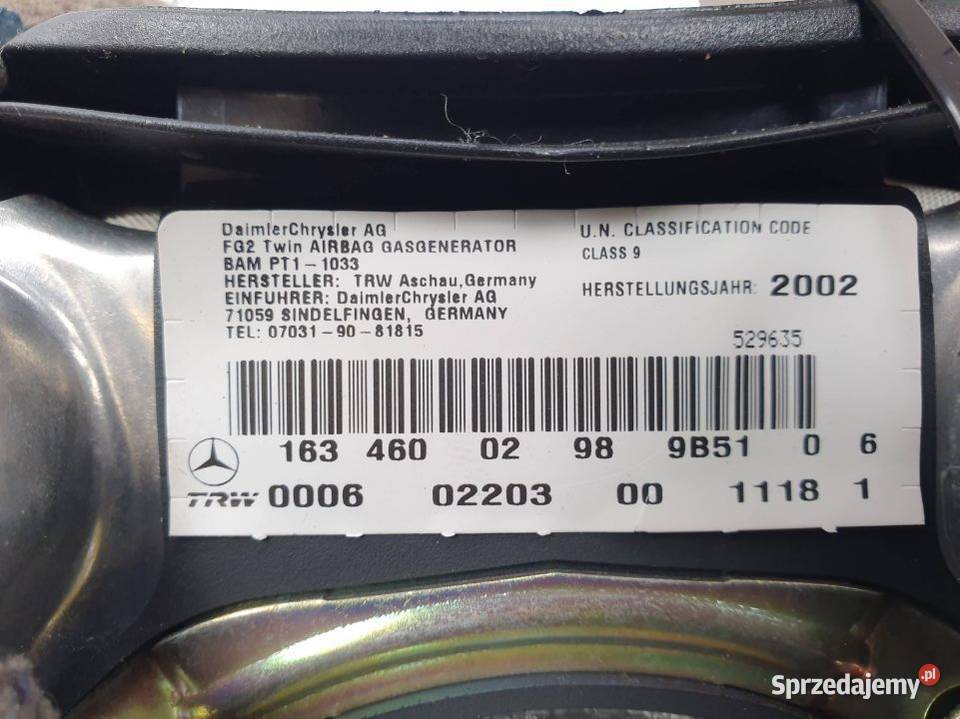 DaimlerChrysler AG
FG2 Twin AIRBAG GASGENERATOR
BAM PT1-1033
HERSTELLER: TRW Aschau, Germany
EINFUHRER: DaimlerChrysler AG
71059 SINDELFINGEN, GERMANY
TEL: 07031-90-81815
U.N. CLASSIFICATION CODE
CLASS 9
HERSTELLUNGSJAHR: 2002
529635
163 460 02 98 9B51 0 6
TRW 0006 02203 00 1118 1
Sprzedajemy.pl